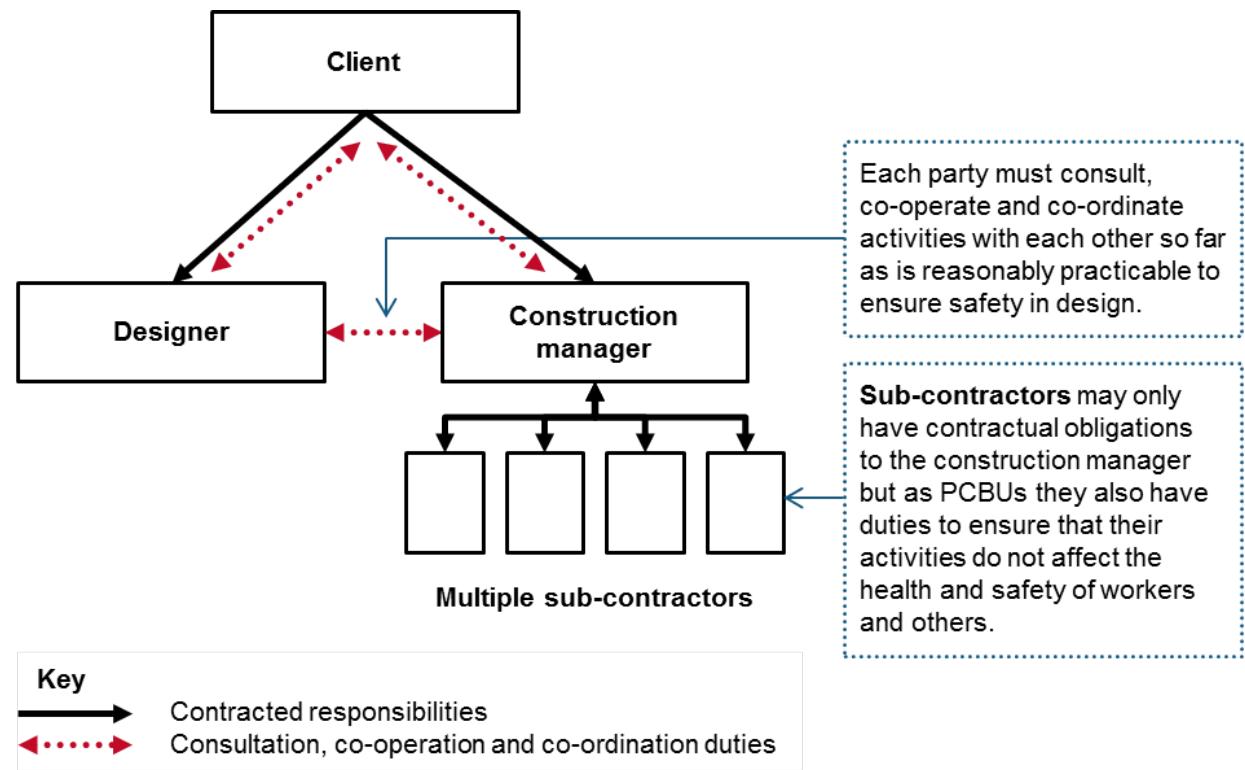 Client
Designer
Construction
manager
Multiple sub-contractors
Each party must consult,
co-operate and co-ordinate
activities with each other so far
as is reasonably practicable to
ensure safety in design.
Sub-contractors may only
have contractual obligations
to the construction manager
but as PCBUs they also have
duties to ensure that their
activities do not affect the
health and safety of workers
and others.
Key
Contracted responsibilities
Consultation, co-operation and co-ordination duties